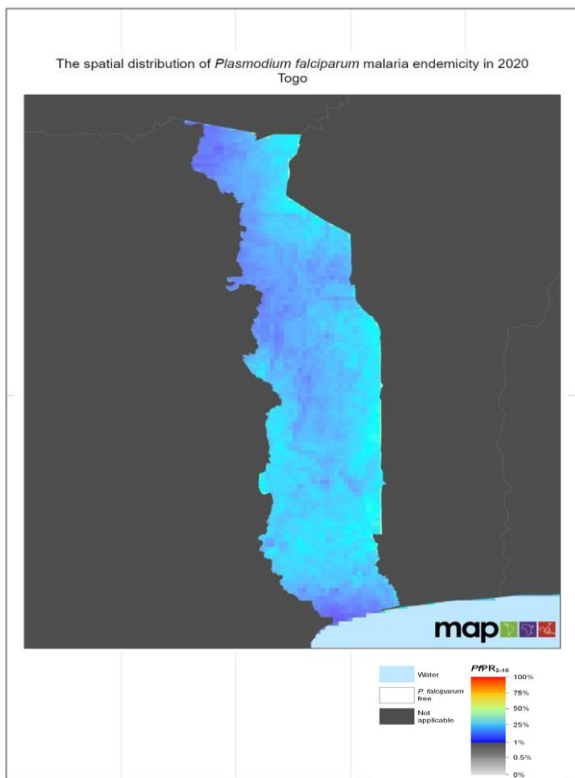 The spatial distribution of Plasmodium falciparum malaria endemicity in 2020
Togo
map
Water
P. falciparum
free
Not
applicable
PfPR2-10
100%
75%
50%
25%
1%
0.5%
0%